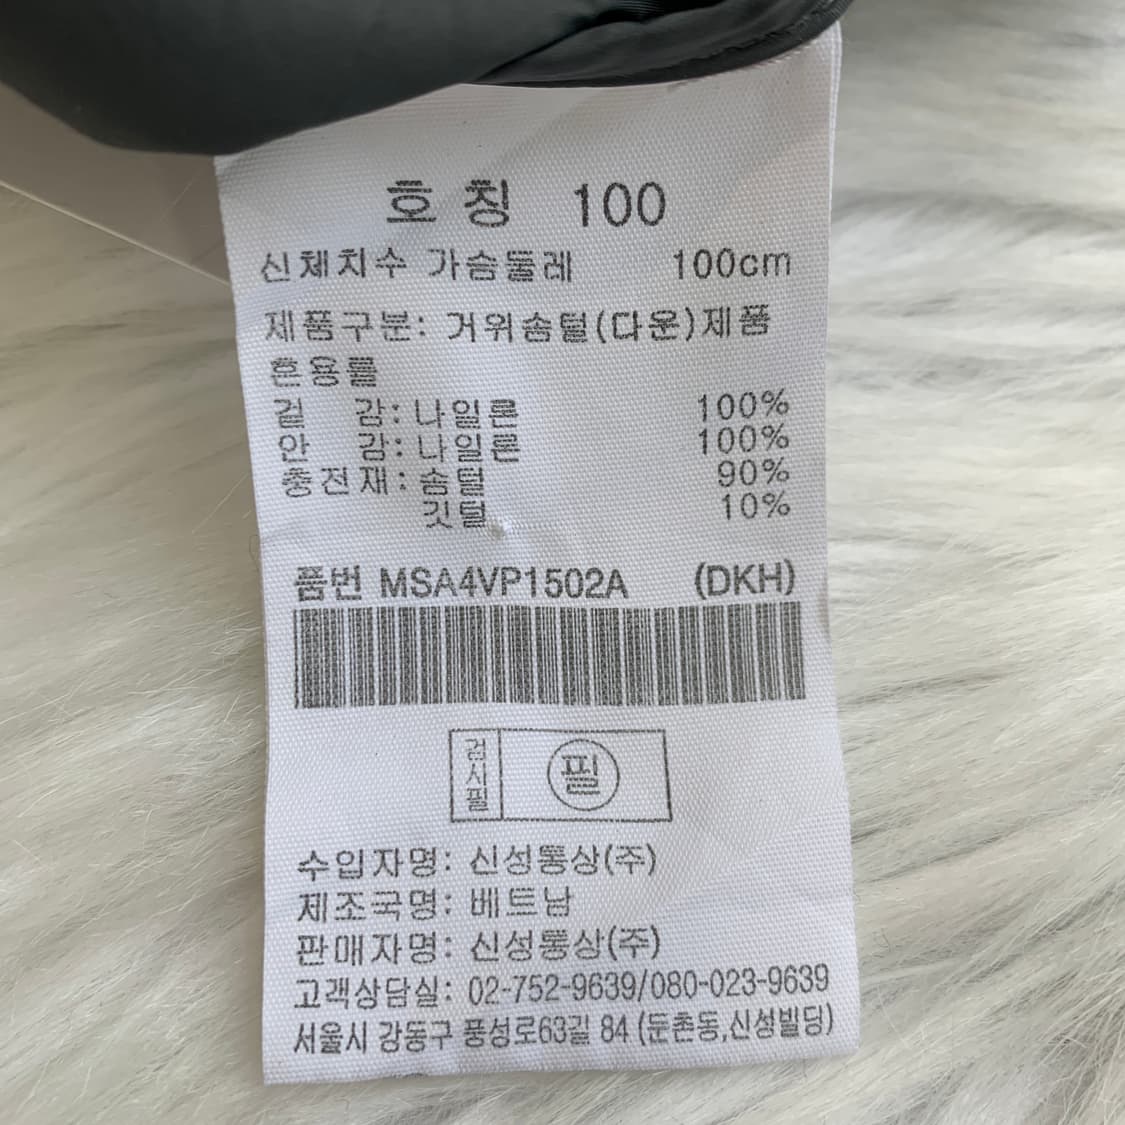 호 칭 100
신체치수 가슴둘레 100cm
제품구분: 거위솜털(다운)제품
혼용률
겉 감: 나일론 100%
안 감: 나일론 100%
충전재: 솜털 90%
깃털 10%
품번 MSA4VP1502A (DKH)
검사필 필
수입자명: 신성통상(주)
제조국명: 베트남
판매자명: 신성통상(주)
고객상담실: 02-752-9639/080-023-9639
서울시 강동구 풍성로63길 84 (둔촌동,신성빌딩)